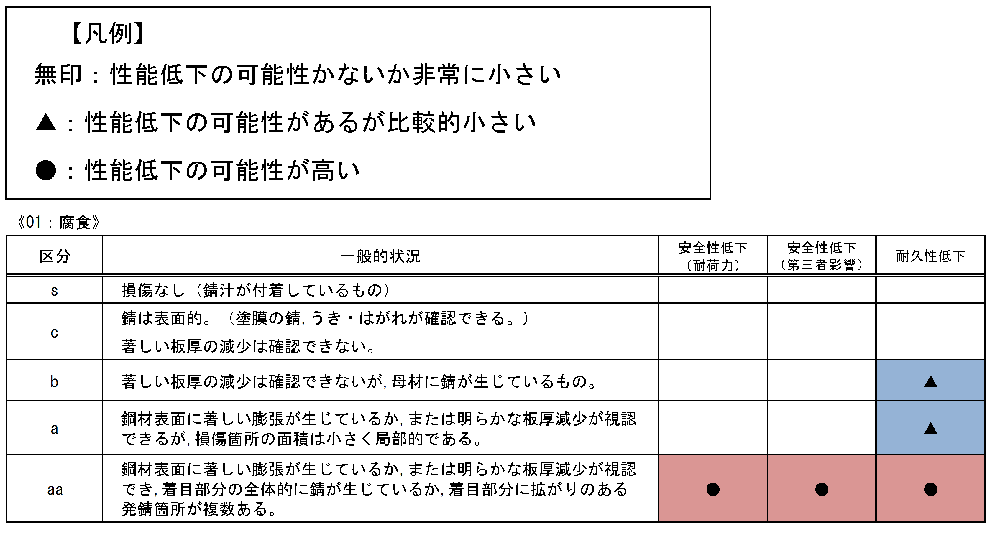 【凡例】
無印：性能低下の可能性かないか非常に小さい
▲：性能低下の可能性があるが比較的小さい
●：性能低下の可能性が高い
《01：腐食》
区分 一般的状況 安全性低下（耐荷力） 安全性低下（第三者影響） 耐久性低下
s 損傷なし（錆汁が付着しているもの）
c 錆は表面的。（塗膜の錆,うき・はがれが確認できる。）
著しい板厚の減少は確認できない。
b 著しい板厚の減少は確認できないが,母材に錆が生じているもの。 ▲
a 鋼材表面に著しい膨張が生じているか,または明らかな板厚減少が視認
できるが,損傷箇所の面積は小さく局部的である。 ▲
aa 鋼材表面に著しい膨張が生じているか,または明らかな板厚減少が視認
でき,着目部分の全体的に錆が生じているか,着目部分に拡がりのある
発錆箇所が複数ある。 ● ● ●